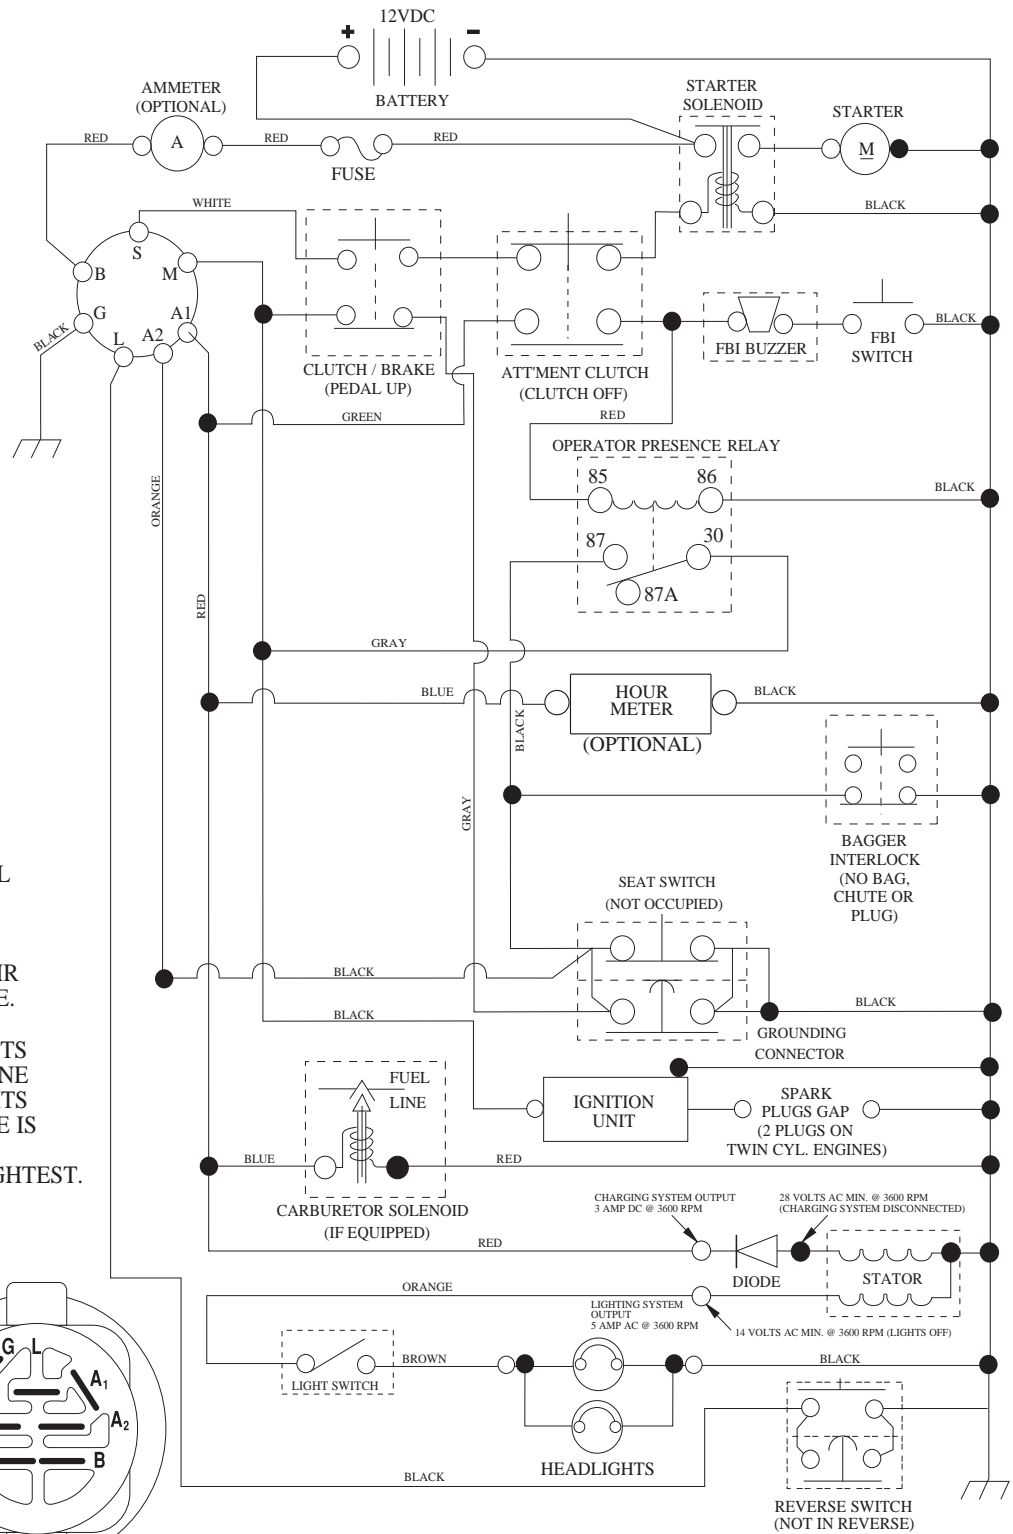 12VDC
+
-
BATTERY
AMMETER
(OPTIONAL)
RED
A
RED
FUSE
RED
STARTER
SOLENOID
STARTER
M
BLACK
WHITE
S
B
M
G
A1
L
A2
BLACK
CLUTCH / BRAKE
(PEDAL UP)
ATT'MENT CLUTCH
(CLUTCH OFF)
FBI BUZZER
FBI
SWITCH
BLACK
GREEN
RED
OPERATOR PRESENCE RELAY
85
86
BLACK
87
30
87A
ORANGE
RED
GRAY
BLUE
HOUR
METER
(OPTIONAL)
BLACK
BLACK
GRAY
BAGGER
INTERLOCK
(NO BAG,
CHUTE OR
PLUG)
L
SEAT SWITCH
(NOT OCCUPIED)
IR
E.
BLACK
BLACK
BLACK
GROUNDING
CONNECTOR
TS
NE
TS
E IS
GHTEST.
FUEL
LINE
IGNITION
UNIT
SPARK
PLUGS GAP
(2 PLUGS ON
TWIN CYL. ENGINES)
BLUE
RED
CARBURETOR SOLENOID
(IF EQUIPPED)
CHARGING SYSTEM OUTPUT
3 AMP DC @ 3600 RPM
28 VOLTS AC MIN. @ 3600 RPM
(CHARGING SYSTEM DISCONNECTED)
RED
DIODE
STATOR
ORANGE
LIGHTING SYSTEM
OUTPUT
5 AMP AC @ 3600 RPM
14 VOLTS AC MIN. @ 3600 RPM (LIGHTS OFF)
LIGHT SWITCH
BROWN
BLACK
HEADLIGHTS
BLACK
REVERSE SWITCH
(NOT IN REVERSE)
G L
A1
A2
B